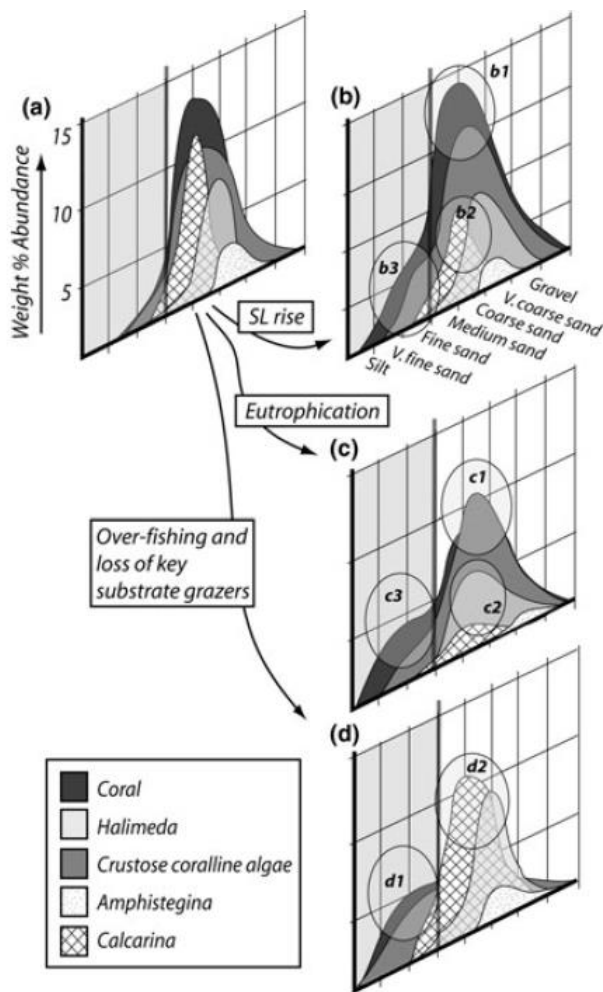 (a)
15
10
5
Weight % Abundance
(b)
b1
b2
b3
Gravel
V. coarse sand
Coarse sand
Medium sand
Fine sand
V. fine sand
Silt
SL rise
Eutrophication
(c)
c1
c2
c3
Over-fishing and
loss of key
substrate grazers
(d)
d2
d1
Coral
Halimeda
Crustose coralline algae
Amphistegina
Calcarina